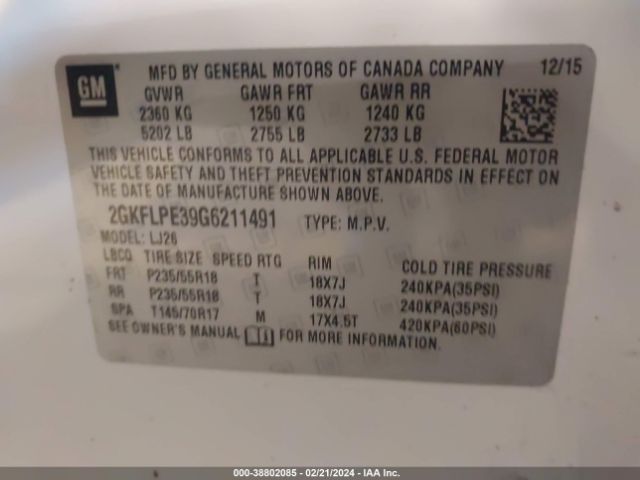 GM
MFD BY GENERAL MOTORS OF CANADA COMPANY 12/15
GVWR GAWR FRT GAWR RR
2360 KG 1250 KG 1240 KG
5202 LB 2755 LB 2733 LB
THIS VEHICLE CONFORMS TO ALL APPLICABLE U.S. FEDERAL MOTOR
VEHICLE SAFETY AND THEFT PREVENTION STANDARDS IN EFFECT ON
THE DATE OF MANUFACTURE SHOWN ABOVE.
2GKFLPE39G6211491 TYPE: M.P.V.
MODEL: LJ26
LBCQ TIRE SIZE SPEED RTG RIM COLD TIRE PRESSURE
FRT P235/55R18 T 18X7J 240KPA(35PSI)
RR P235/55R18 T 18X7J 240KPA(35PSI)
SPA T145/70R17 M 17X4.5T 420KPA(60PSI)
SEE OWNER'S MANUAL FOR MORE INFORMATION.
000-38802085 - 02/21/2024 - IAA Inc.